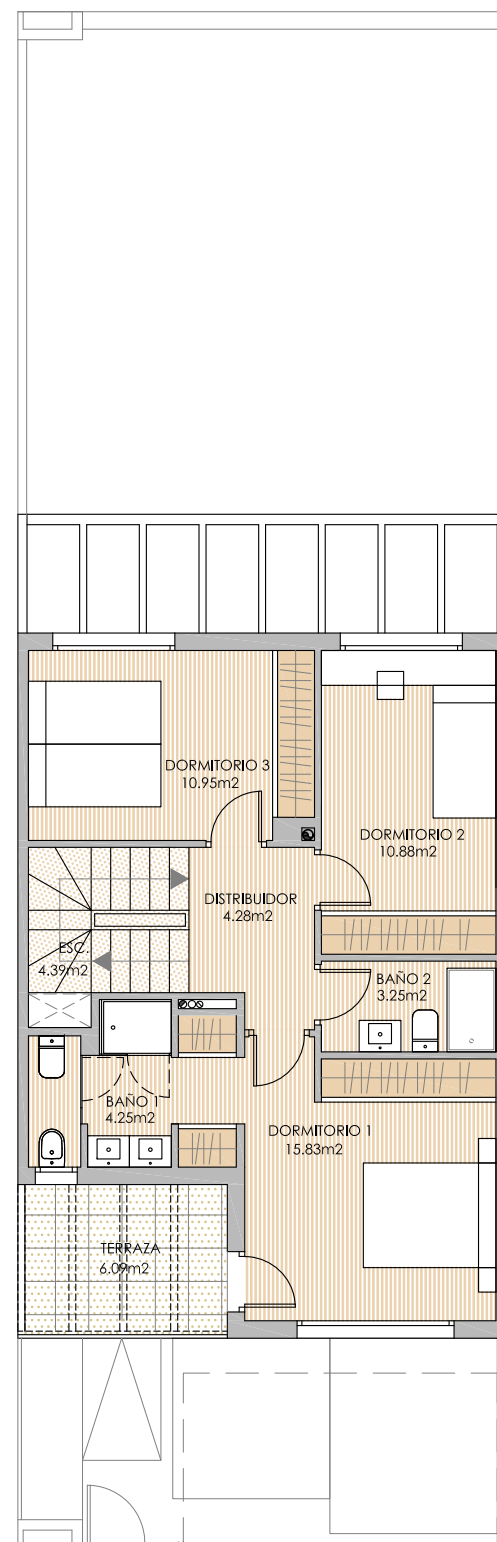 DORMITORIO 3
10.95m2
DORMITORIO 2
10.88m2
DISTRIBUIDOR
4.28m2
ESC.
4.39m2
BAÑO 2
3.25m2
BAÑO 1
4.25m2
DORMITORIO 1
15.83m2
TERRAZA
6.09m2